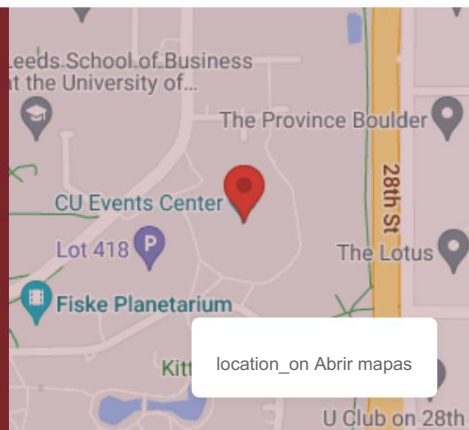 Leeds School of Business
at the University of...
The Province Boulder
28th St
CU Events Center
Lot 418 P
The Lotus
Fiske Planetarium
Kitt
location_on Abrir mapas
U Club on 28th